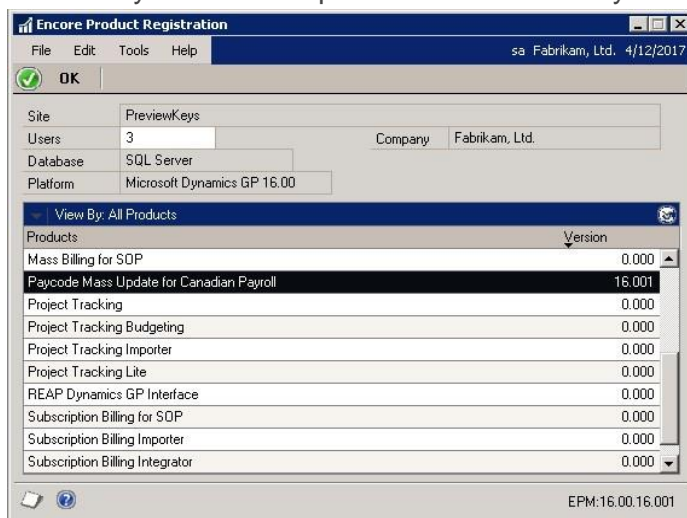 Encore Product Registration
File Edit Tools Help sa Fabrikam, Ltd. 4/12/2017
OK
Site PreviewKeys
Users 3 Company Fabrikam, Ltd.
Database SQL Server
Platform Microsoft Dynamics GP 16.00
View By: All Products
Products Version
Mass Billing for SOP 0.000
Paycode Mass Update for Canadian Payroll 16.001
Project Tracking 0.000
Project Tracking Budgeting 0.000
Project Tracking Importer 0.000
Project Tracking Lite 0.000
REAP Dynamics GP Interface 0.000
Subscription Billing for SOP 0.000
Subscription Billing Importer 0.000
Subscription Billing Integrator 0.000
EPM:16.00.16.001